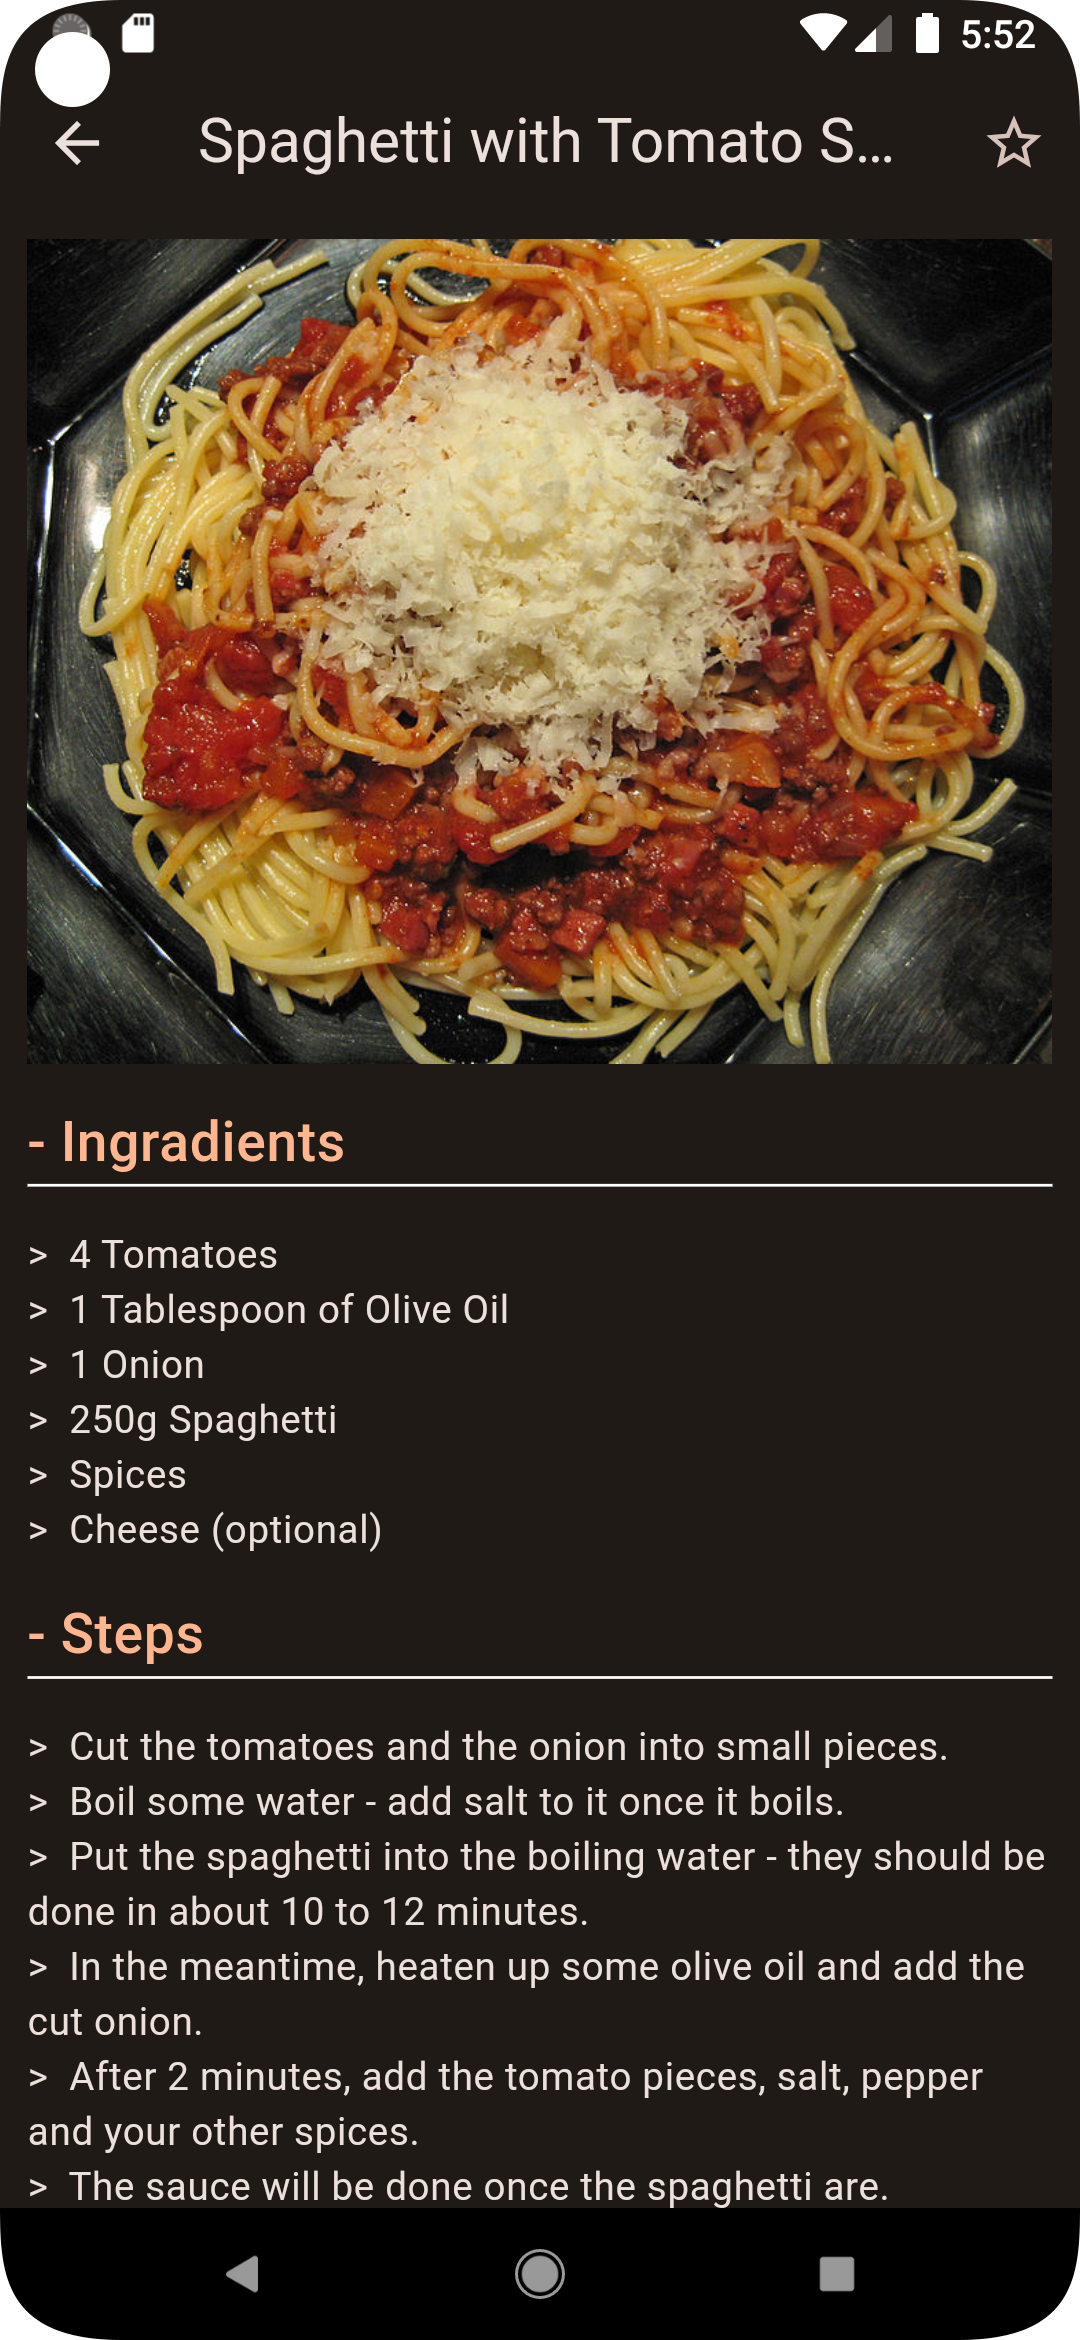 5:52
Spaghetti with Tomato S...
- Ingradients
> 4 Tomatoes
> 1 Tablespoon of Olive Oil
> 1 Onion
> 250g Spaghetti
> Spices
> Cheese (optional)
- Steps
> Cut the tomatoes and the onion into small pieces.
> Boil some water - add salt to it once it boils.
> Put the spaghetti into the boiling water - they should be
done in about 10 to 12 minutes.
> In the meantime, heaten up some olive oil and add the
cut onion.
> After 2 minutes, add the tomato pieces, salt, pepper
and your other spices.
> The sauce will be done once the spaghetti are.